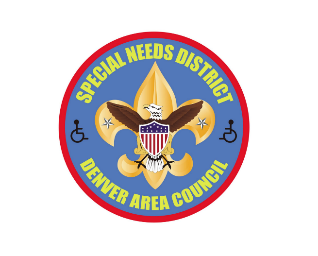 SPECIAL NEEDS DISTRICT
DENVER AREA COUNCIL